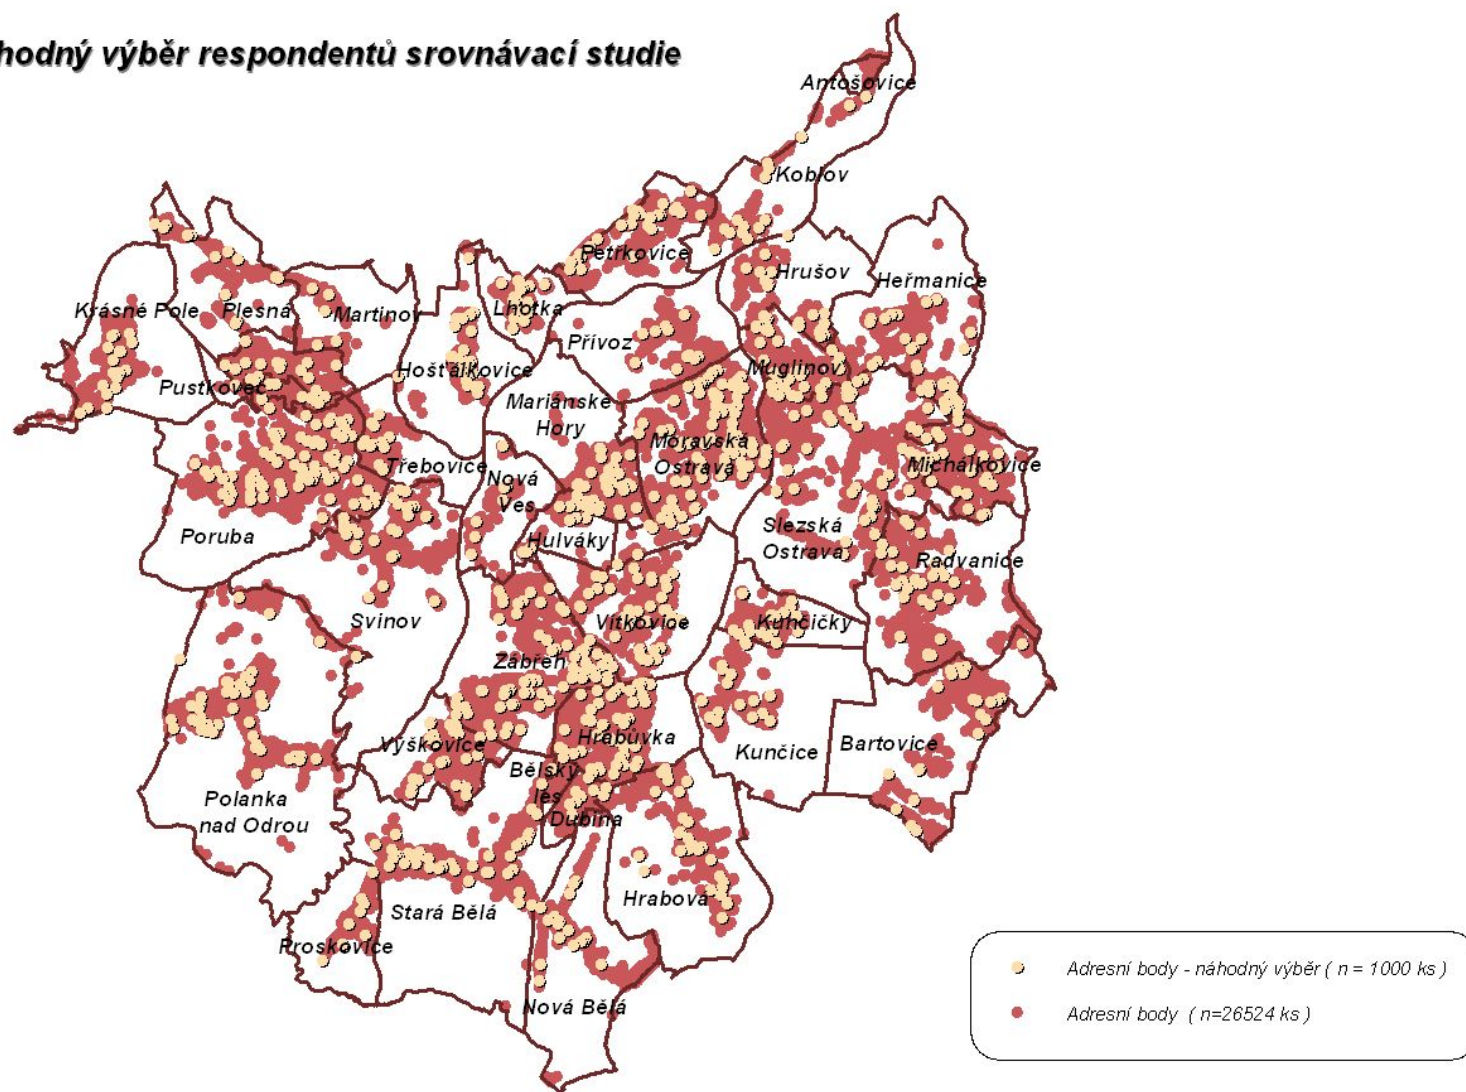 hodný výběr respondentů srovnávací studie
Antošovice
Koblov
Petřkovice
Hrušov
Heřmanice
Krásné Pole
Plesná
Martinov
Lhotka
Přívoz
Hošťálkovice
Muglinov
Pustkovec
Mariánské
Hory
Moravská
Ostrava
Třebovice
Nová
Ves
Michálkovice
Poruba
Hulváky
Slezská
Ostrava
Radvanice
Svinov
Vítkovice
Kunčičky
Zábřeh
Výškovice
Hrabůvka
Kunčice
Bartovice
Bělský
les
Dubina
Polanka
nad Odrou
Hrabová
Stará Bělá
Proskovice
Nová Bělá
Adresní body - náhodný výběr ( n = 1000 ks )
Adresní body ( n=26524 ks )